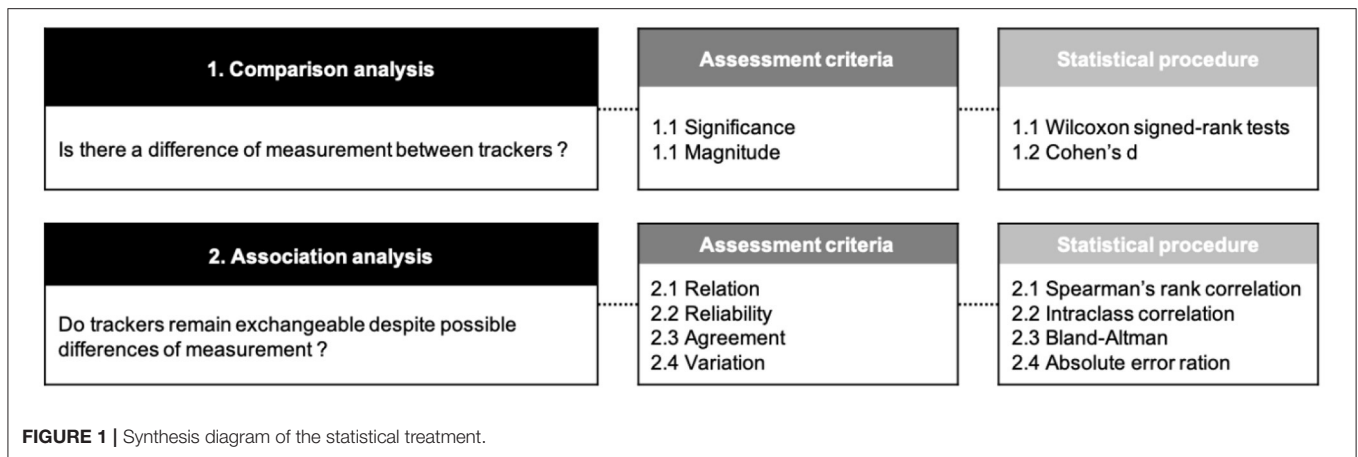 1. Comparison analysis
Is there a difference of measurement between trackers ?
Assessment criteria
1.1 Significance
1.1 Magnitude
Statistical procedure
1.1 Wilcoxon signed-rank tests
1.2 Cohen's d
2. Association analysis
Do trackers remain exchangeable despite possible
differences of measurement ?
Assessment criteria
2.1 Relation
2.2 Reliability
2.3 Agreement
2.4 Variation
Statistical procedure
2.1 Spearman's rank correlation
2.2 Intraclass correlation
2.3 Bland-Altman
2.4 Absolute error ration
FIGURE 1 | Synthesis diagram of the statistical treatment.